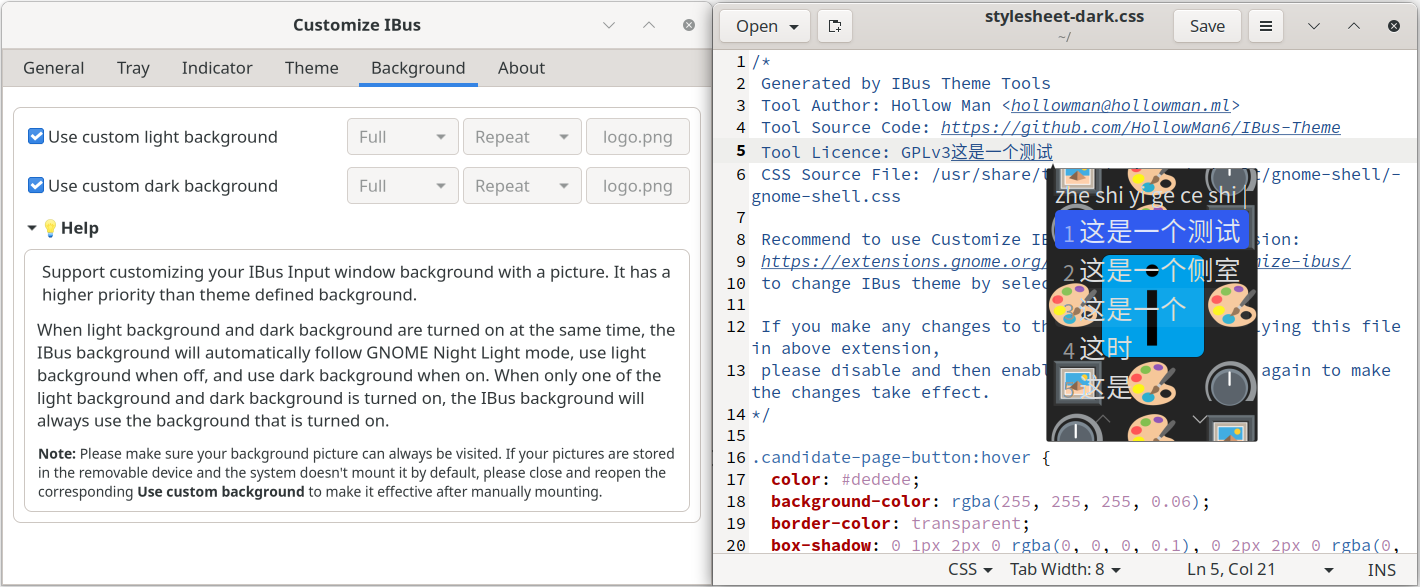 Customize IBus
General Tray Indicator Theme Background About
Use custom light background Full Repeat logo.png
Use custom dark background Full Repeat logo.png
Help
Support customizing your IBus Input window background with a picture. It has a
higher priority than theme defined background.
When light background and dark background are turned on at the same time, the
IBus background will automatically follow GNOME Night Light mode, use light
background when off, and use dark background when on. When only one of the
light background and dark background is turned on, the IBus background will
always use the background that is turned on.
Note: Please make sure your background picture can always be visited. If your pictures are stored
in the removable device and the system doesn't mount it by default, please close and reopen the
corresponding Use custom background to make it effective after manually mounting.
Open stylesheet-dark.css Save
~/
1 /*
2 Generated by IBus Theme Tools
3 Tool Author: Hollow Man <hollowman@hollowman.ml>
4 Tool Source Code: https://github.com/HollowMan6/IBus-Theme
5 Tool Licence: GPLv3这是一个测试
6 CSS Source File: /usr/share/t t/gnome-shell/-
gnome-shell.css
7
8 Recommend to use Customize IB sion:
9 https://extensions.gnome.org/ mize-ibus/
10 to change IBus theme by selec
11
12 If you make any changes to th lying this file
in above extension,
13 please disable and then enabl again to make
the changes take effect.
14 */
15
16 .candidate-page-button:hover {
17 color: #dedede;
18 background-color: rgba(255, 255, 255, 0.06);
19 border-color: transparent;
20 box-shadow: 0 1px 2px 0 rgba(0, 0, 0, 0.1), 0 2px 2px 0 rgba(0,
zhe shi yi ge ce shi
1 这是一个测试
2 这是一个侧室
3 这是一个
4 这时
5 这是
CSS Tab Width: 8 Ln 5, Col 21 INS